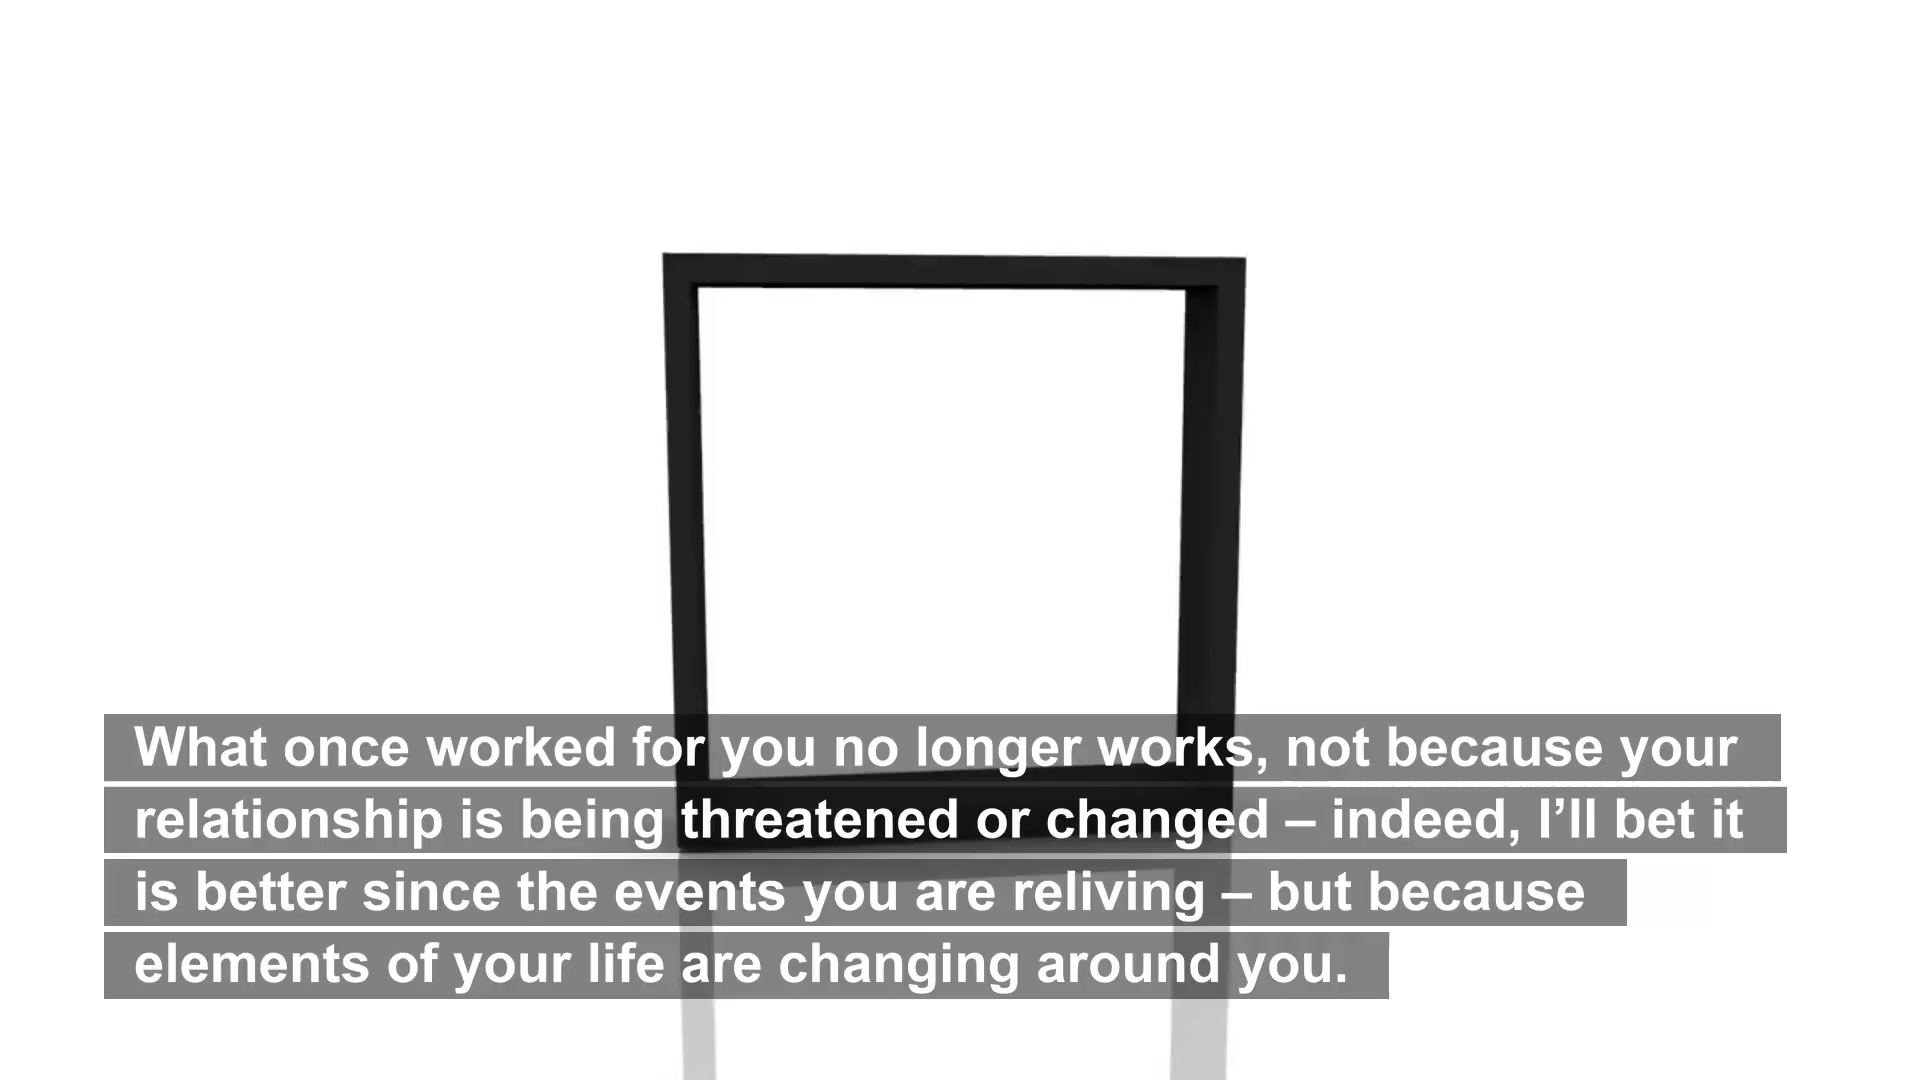 What once worked for you no longer works, not because your
relationship is being threatened or changed – indeed, I’ll bet it
is better since the events you are reliving – but because
elements of your life are changing around you.